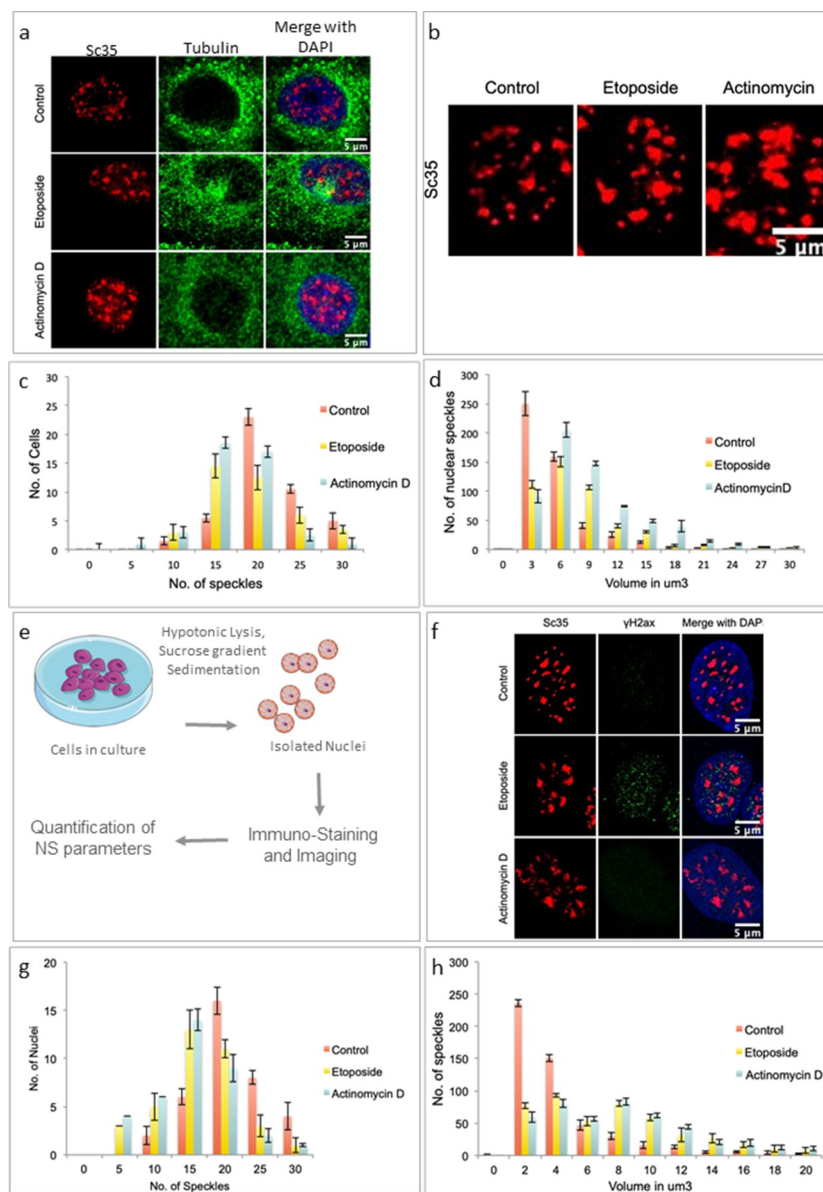 a
Sc35
Tubulin
Merge with
DAPI
Control
5 µm
Etoposide
5 µm
Actinomycin D
5 µm
b
Control
Etoposide
Actinomycin
Sc35
5 µm
c
No. of Cells
30
25
20
15
10
5
0
Control
Etoposide
Actinomycin D
0 5 10 15 20 25 30
No. of speckles
d
No. of nuclear speckles
300
250
200
150
100
50
0
Control
Etoposide
ActinomycinD
0 3 6 9 12 15 18 21 24 27 30
Volume in um3
e
Hypotonic Lysis,
Sucrose gradient
Sedimentation
Cells in culture
Isolated Nuclei
Quantification of
NS parameters
Immuno-Staining
and Imaging
f
Sc35
γH2ax
Merge with DAPI
Control
5 µm
Etoposide
5 µm
Actinomycin D
5 µm
g
No. of Nuclei
20
15
10
5
0
Control
Etoposide
Actinomycin D
0 5 10 15 20 25 30
No. of Speckles
h
No. of speckles
300
250
200
150
100
50
0
Control
Etoposide
Actinomycin D
0 2 4 6 8 10 12 14 16 18 20
Volume in um3